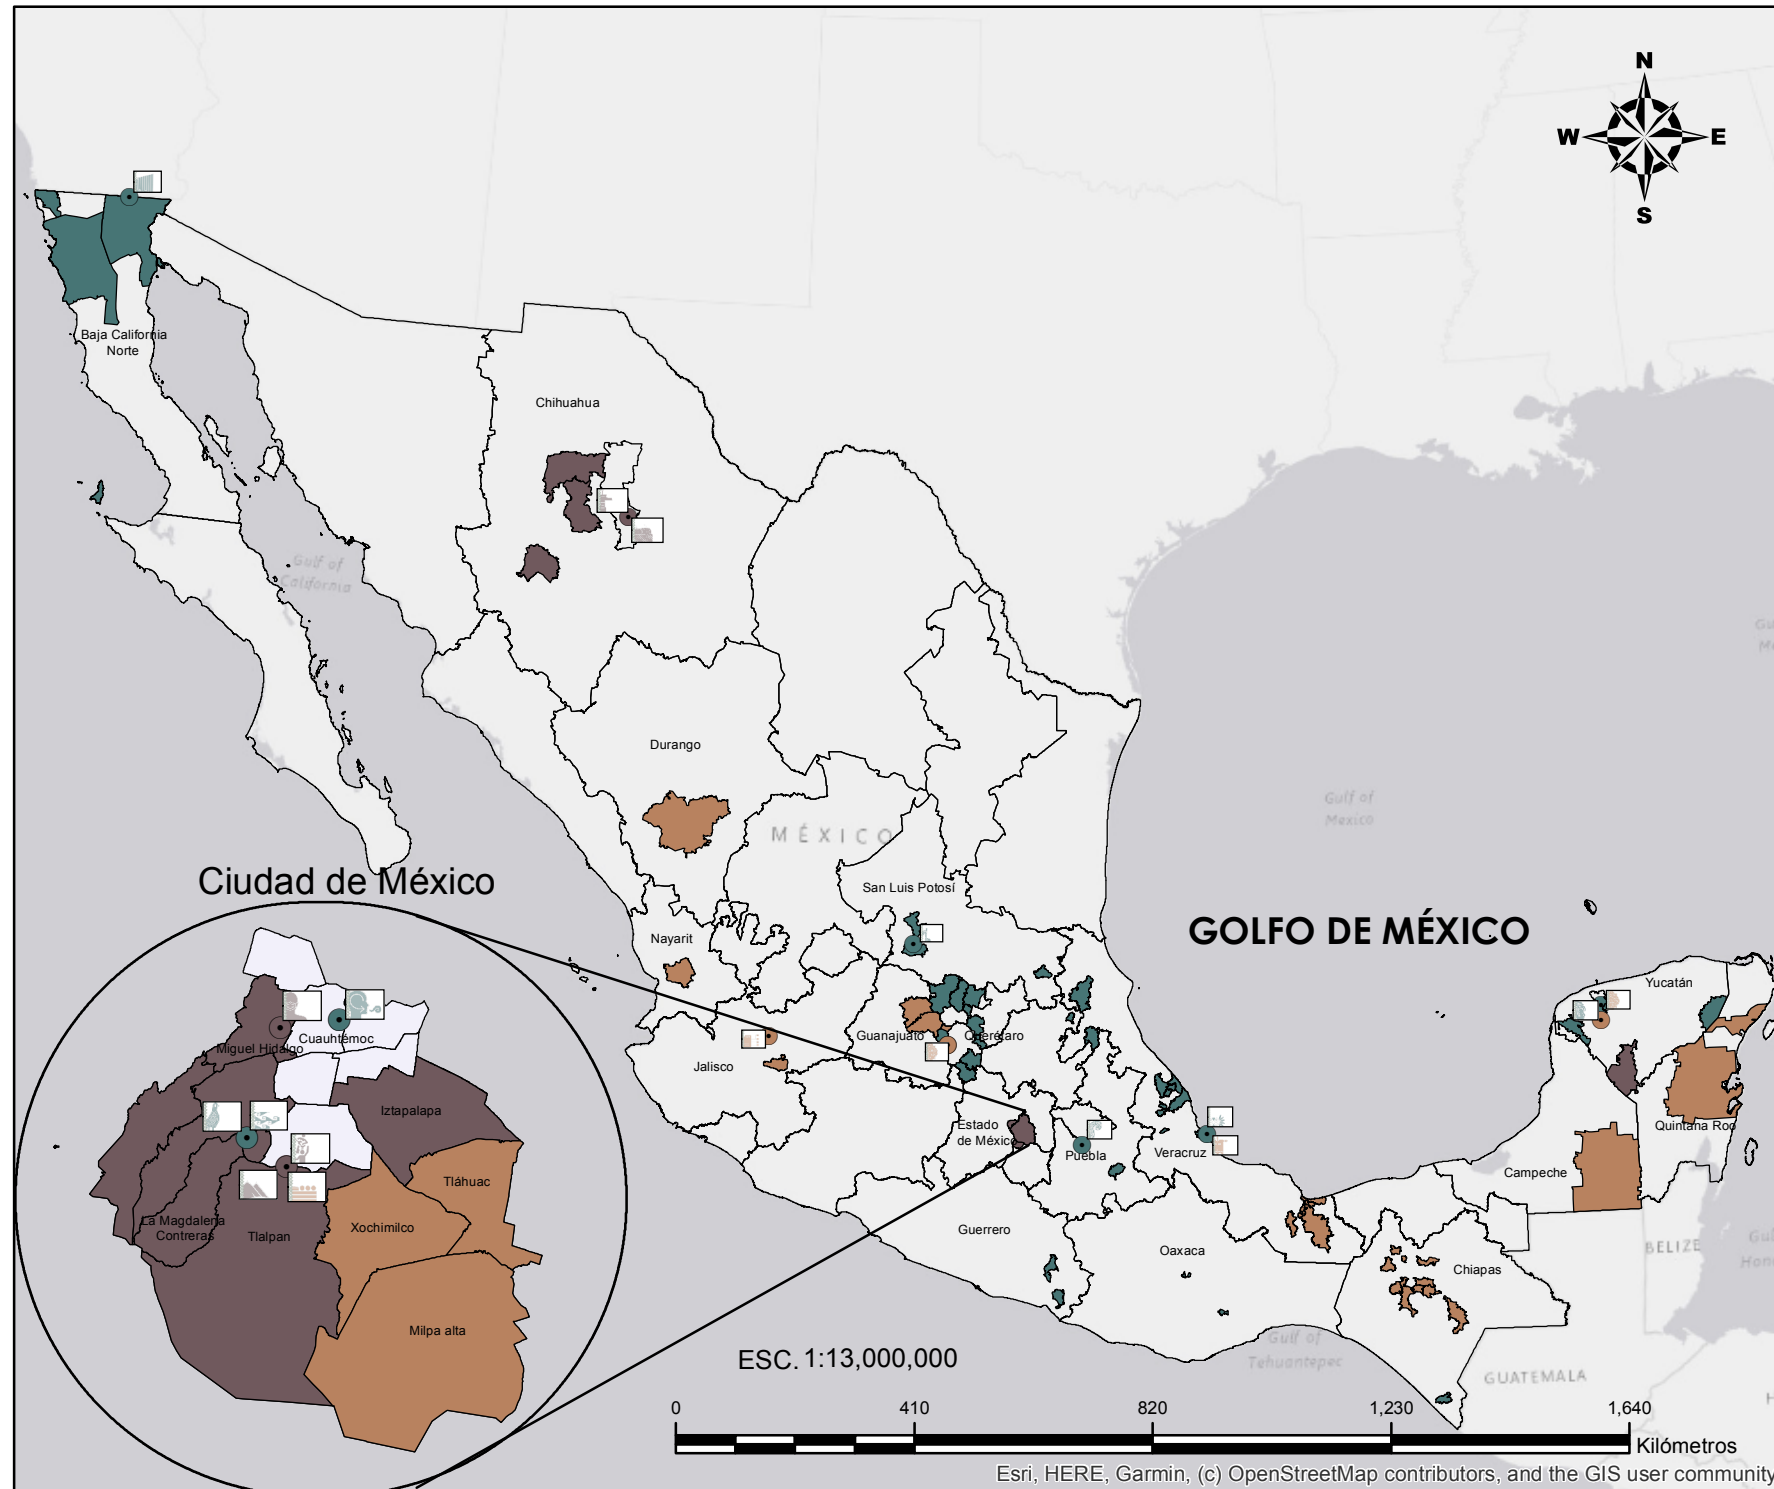 N
W
E
S
Baja California
Norte
Chihuahua
Gulf of
California
Durango
MÉXICO
Gulf of
Mexico
Ciudad de México
San Luis Potosí
GOLFO DE MÉXICO
Nayarit
Yucatán
Miguel Hidalgo
Cuauhtémoc
Guanajuato
Querétaro
Jalisco
Iztapalapa
Estado
de México
Puebla
Veracruz
Quintana Roo
Campeche
Tláhuac
La Magdalena
Contreras
Tlalpan
Xochimilco
Guerrero
Oaxaca
Chiapas
BELIZE
Milpa alta
Gulf of
Tehuantepec
GUATEMALA
ESC. 1:13,000,000
0
410
820
1,230
1,640
Kilómetros
Esri, HERE, Garmin, (c) OpenStreetMap contributors, and the GIS user community